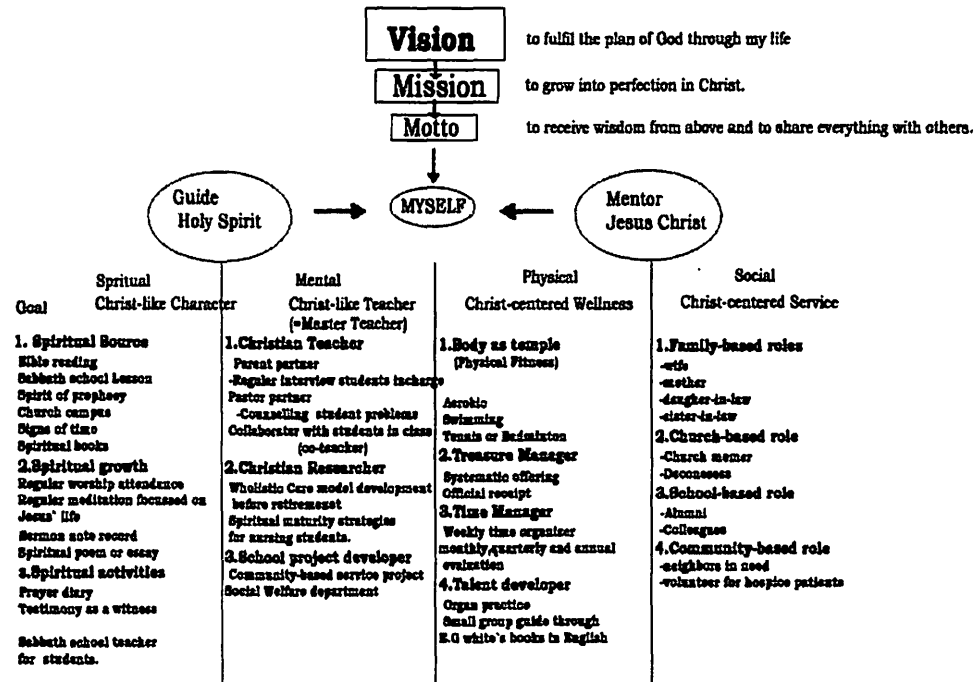 Vision
to fulfil the plan of God through my life
Mission
to grow into perfection in Christ.
Motto
to receive wisdom from above and to share everything with others.
Guide
Holy Spirit
MYSELF
Mentor
Jesus Christ
Goal
Spritual
Christ-like Character
1. Spiritual Source
Bible reading
Sabbath school Lesson
Spirit of prophecy
Church campus
Signs of time
Spiritual books
2.Spiritual growth
Regular worship attendance
Regular meditation focussed on
Jesus' life
Sermon note record
Spiritual poem or essay
3.Spiritual activities
Prayer diary
Testimony as a witness
Sabbath school teacher
for students.
Mental
Christ-like Teacher
(=Master Teacher)
1.Christian Teacher
Parent partner
-Regular interview students incharge
Pastor partner
-Counselling student problems
Collaborator with students in class
(co-teacher)
2.Christian Researcher
Wholistic Care model development
before retirement
Spiritual maturity strategies
for nursing students.
3.School project developer
Community-based service project
Social Welfare department
Physical
Christ-centered Wellness
1.Body as temple
(Physical Fitness)
Aerobic
Swimming
Tennis or Badminton
2.Treasure Manager
Systematic offering
Official receipt
3.Time Manager
Weekly time organizer
monthly,quarterly and annual
evaluation
4.Talent developer
Organ practice
Small group guide through
E.G white's books in English
Social
Christ-centered Service
1.Family-based roles
-wife
-mother
-daugher-in-law
-sister-in-law
2.Church-based role
-Church memer
-Deconeess
3.School-based role
-Alumni
-Colleagues
4.Community-based role
-neighbors in need
-volunteer for hospice patients